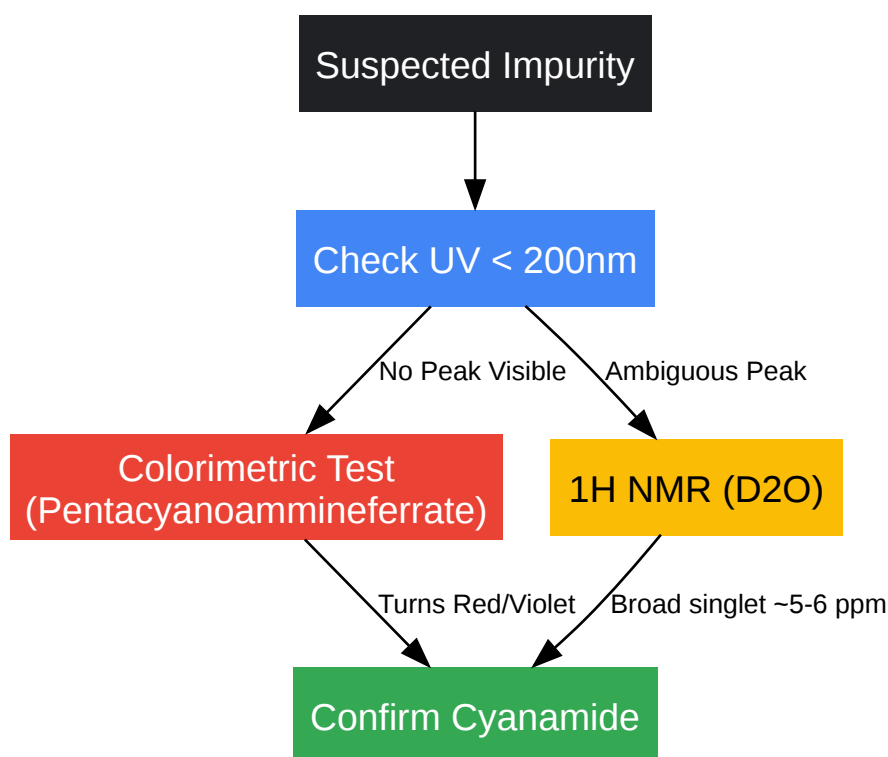 Suspected Impurity
Check UV < 200nm
No Peak Visible
Ambiguous Peak
Colorimetric Test
(Pentacyanoammineferrate)
1H NMR (D2O)
Turns Red/Violet
Broad singlet ~5-6 ppm
Confirm Cyanamide